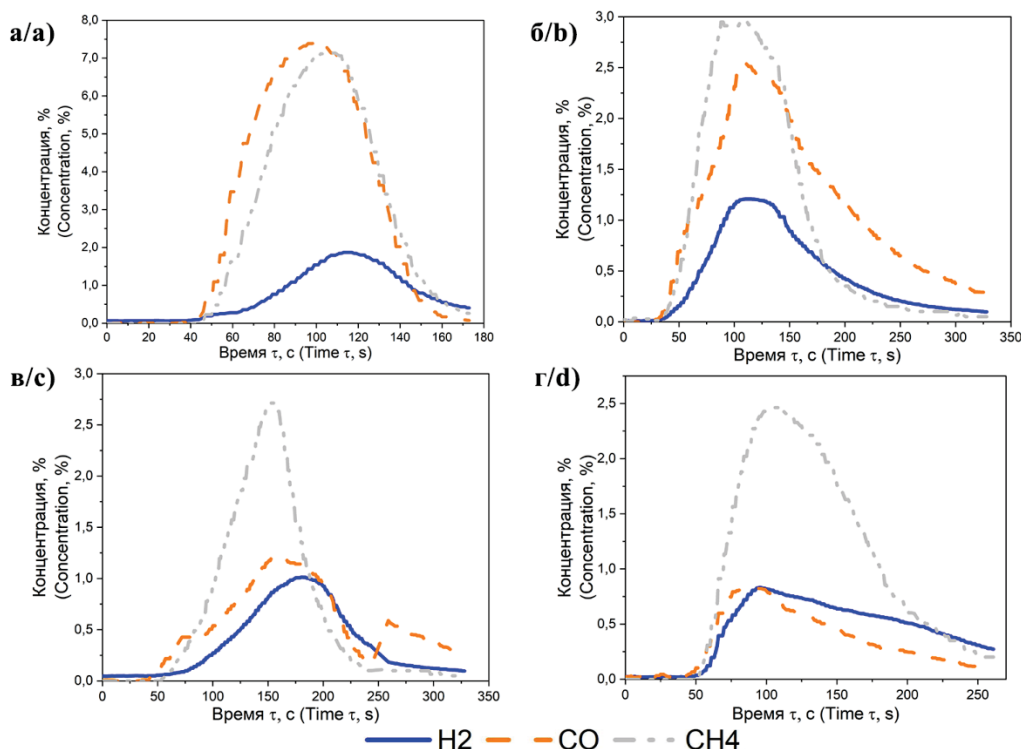 а/a)
8,0
7,0
6,0
5,0
4,0
3,0
2,0
1,0
0,0
Концентрация, %
(Concentration, %)
0 20 40 60 80 100 120 140 160 180
Время τ, с (Time τ, s)
б/b)
3,0
2,5
2,0
1,5
1,0
0,5
0,0
Концентрация, %
(Concentration, %)
0 50 100 150 200 250 300 350
Время τ, с (Time τ, s)
в/c)
3,0
2,5
2,0
1,5
1,0
0,5
0,0
Концентрация, %
(Concentration, %)
0 50 100 150 200 250 300 350
Время τ, с (Time τ, s)
г/d)
2,5
2,0
1,5
1,0
0,5
0,0
Концентрация, %
(Concentration, %)
0 50 100 150 200 250
Время τ, с (Time τ, s)
H2 CO CH4